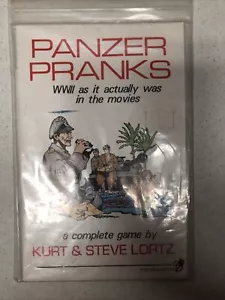 PANZER
PRANKS
WWII as it actually was
in the movies
a complete game by
KURT & STEVE LORTZ